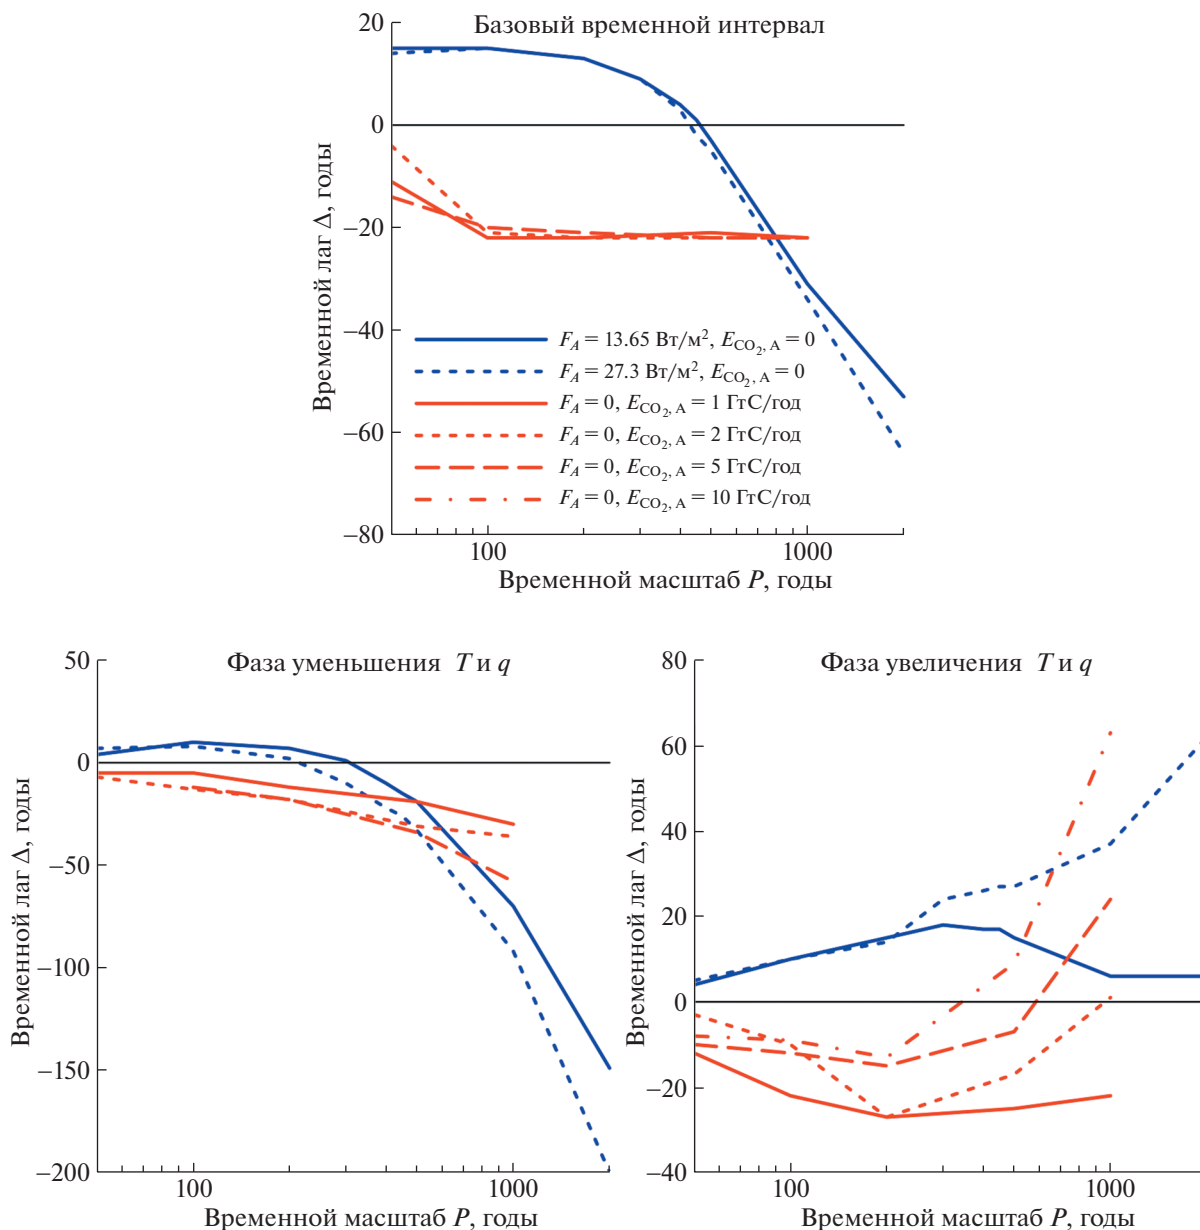 Базовый временной интервал
20
0
−20
−40
−60
−80
Временной лаг Δ, годы
F_A = 13.65 Вт/м², E_CO₂, A = 0
F_A = 27.3 Вт/м², E_CO₂, A = 0
F_A = 0, E_CO₂, A = 1 ГтС/год
F_A = 0, E_CO₂, A = 2 ГтС/год
F_A = 0, E_CO₂, A = 5 ГтС/год
F_A = 0, E_CO₂, A = 10 ГтС/год
100 1000
Временной масштаб P, годы
Фаза уменьшения T и q
50
0
−50
−100
−150
−200
Временной лаг Δ, годы
100 1000
Временной масштаб P, годы
Фаза увеличения T и q
80
60
40
20
0
−20
−40
Временной лаг Δ, годы
100 1000
Временной масштаб P, годы